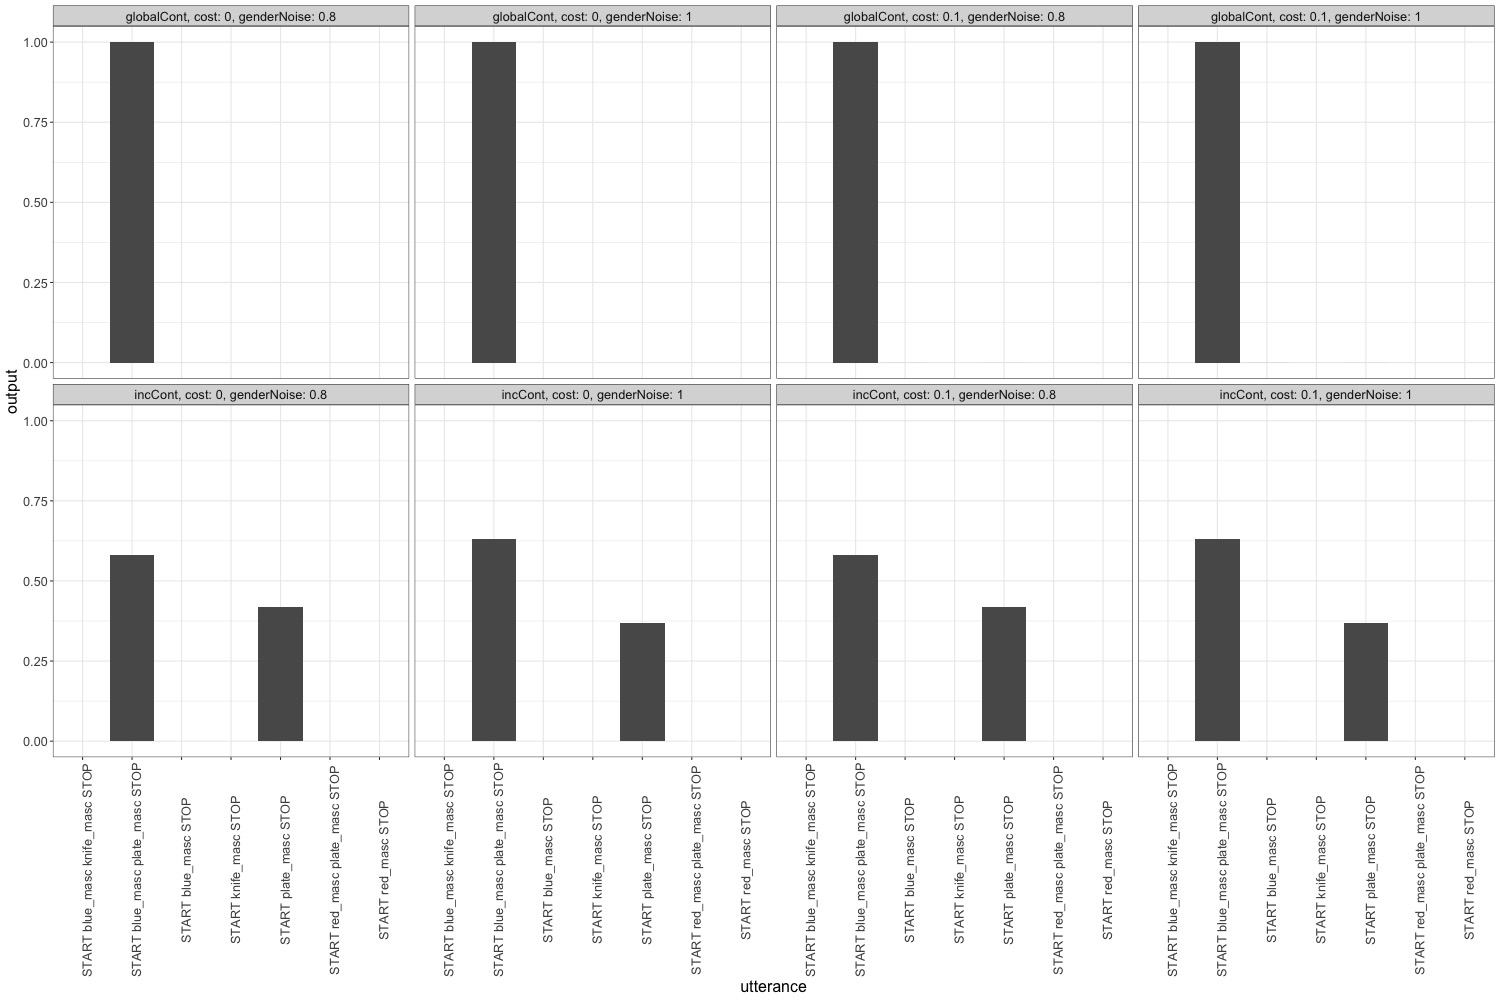 globalCont, cost: 0, genderNoise: 0.8
globalCont, cost: 0, genderNoise: 1
globalCont, cost: 0.1, genderNoise: 0.8
globalCont, cost: 0.1, genderNoise: 1
1.00
0.75
0.50
0.25
0.00
output
incCont, cost: 0, genderNoise: 0.8
incCont, cost: 0, genderNoise: 1
incCont, cost: 0.1, genderNoise: 0.8
incCont, cost: 0.1, genderNoise: 1
1.00
0.75
0.50
0.25
0.00
START blue_masc knife_masc STOP
START blue_masc plate_masc STOP
START blue_masc STOP
START knife_masc STOP
START plate_masc STOP
START red_masc plate_masc STOP
START red_masc STOP
START blue_masc knife_masc STOP
START blue_masc plate_masc STOP
START blue_masc STOP
START knife_masc STOP
START plate_masc STOP
START red_masc plate_masc STOP
START red_masc STOP
START blue_masc knife_masc STOP
START blue_masc plate_masc STOP
START blue_masc STOP
START knife_masc STOP
START plate_masc STOP
START red_masc plate_masc STOP
START red_masc STOP
START blue_masc knife_masc STOP
START blue_masc plate_masc STOP
START blue_masc STOP
START knife_masc STOP
START plate_masc STOP
START red_masc plate_masc STOP
START red_masc STOP
utterance